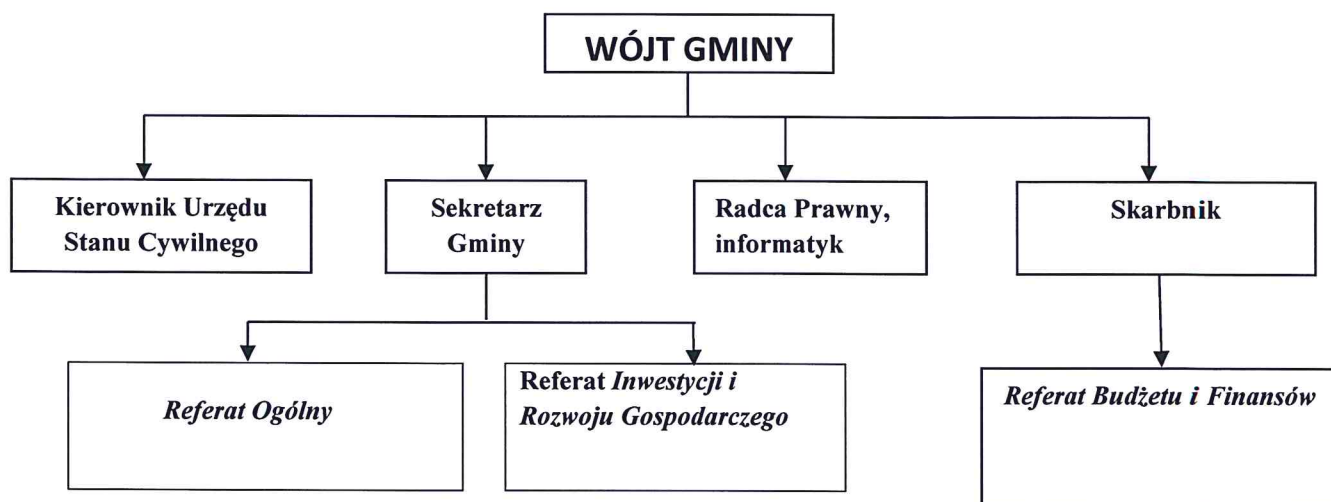 WÓJT GMINY
Kierownik Urzędu
Stanu Cywilnego
Sekretarz
Gminy
Radca Prawny,
informatyk
Skarbnik
Referat Ogólny
Referat Inwestycji i
Rozwoju Gospodarczego
Referat Budżetu i Finansów